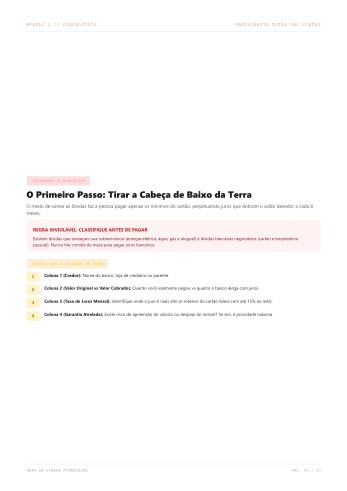 MÓDULO 1 // DIAGNÓSTICO
RADIOGRAFIA TOTAL DAS CONTAS
O Primeiro Passo: Tirar a Cabeça de Baixo da Terra
O medo de somar as dívidas faz a pessoa pagar apenas os mínimos do cartão, perpetuando juros que dobram o saldo devedor a cada 8
meses.
REGRA INVIOLÁVEL: CLASSIFIQUE ANTES DE PAGAR
Existem dívidas que ameaçam sua sobrevivência (energia elétrica, água, gás e aluguel) e dívidas bancárias negociáveis (cartão e empréstimo
pessoal). Nunca tire comida da mesa para pagar juros bancários.
1 Coluna 1 (Credor): Nome do banco, loja de crediário ou parente.
2 Coluna 2 (Valor Original vs Valor Cobrado): Quanto você realmente pegou vs quanto o banco alega com juros.
3 Coluna 3 (Taxa de Juros Mensal): Identifique onde o juro é mais alto (o rotativo do cartão lidera com até 15% ao mês).
4 Coluna 4 (Garantia Atrelada): Existe risco de apreensão do veículo ou despejo do imóvel? Se sim, é prioridade máxima.
MAPA DA VIRADA FINANCEIRA